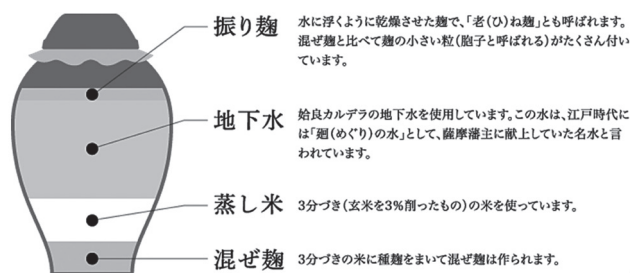 振り麹
水に浮くように乾燥させた麹で、「老(ひ)ね麹」とも呼ばれます。
混ぜ麹と比べて麹の小さい粒(胞子と呼ばれる)がたくさん付い
ています。
地下水
姶良カルデラの地下水を使用しています。この水は、江戸時代に
は「廻(めぐり)の水」として、薩摩藩主に献上していた名水と言
われています。
蒸し米
3分づき(玄米を3%削ったもの)の米を使っています。
混ぜ麹
3分づきの米に種麹をまいて混ぜ麹は作られます。